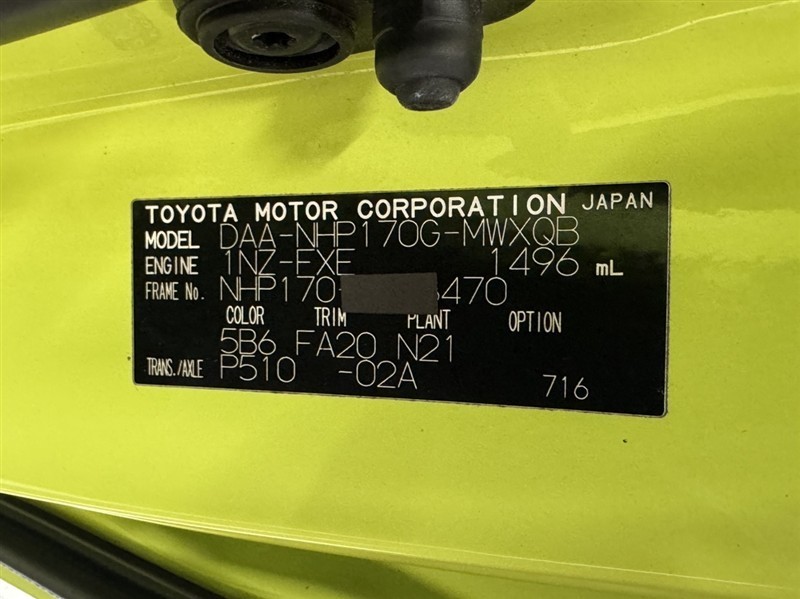 TOYOTA MOTOR CORPORATION JAPAN
MODEL DAA-NHP170G-MWXQB
ENGINE 1NZ-FXE 1496 mL
FRAME No. NHP170- 470
COLOR TRIM PLANT OPTION
5B6 FA20 N21
TRANS./AXLE P510 -02A
716